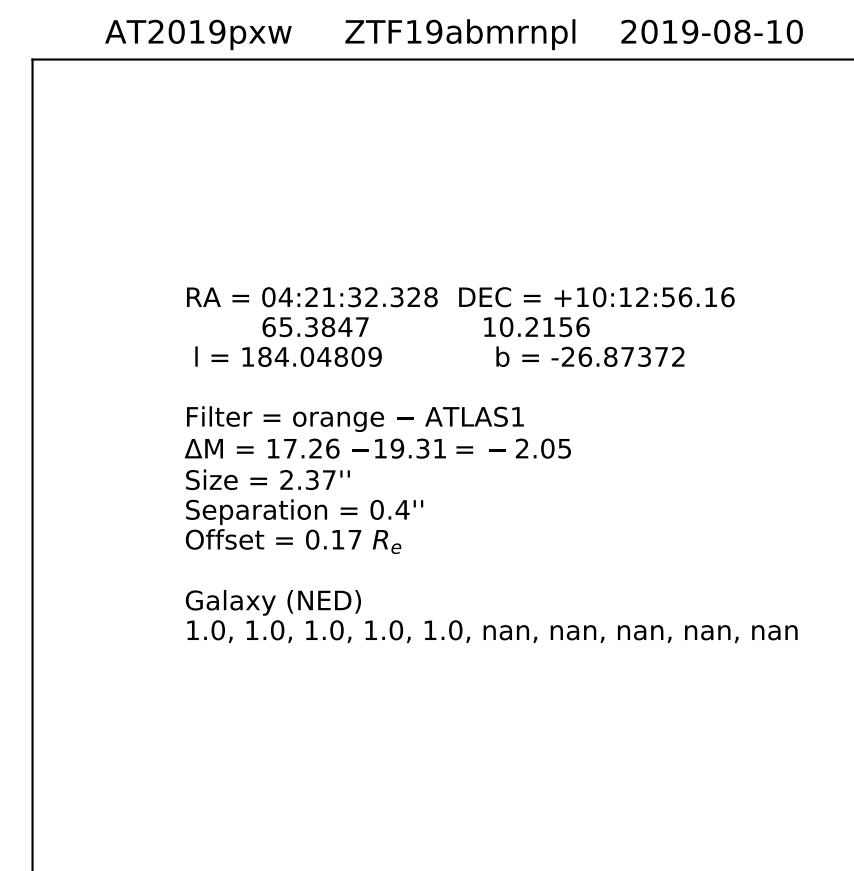 AT2019pxw ZTF19abmrnpl 2019-08-10
RA = 04:21:32.328 DEC = +10:12:56.16
65.3847 10.2156
l = 184.04809 b = -26.87372
Filter = orange − ATLAS1
ΔM = 17.26 −19.31 = − 2.05
Size = 2.37''
Separation = 0.4''
Offset = 0.17 Re
Galaxy (NED)
1.0, 1.0, 1.0, 1.0, 1.0, nan, nan, nan, nan, nan